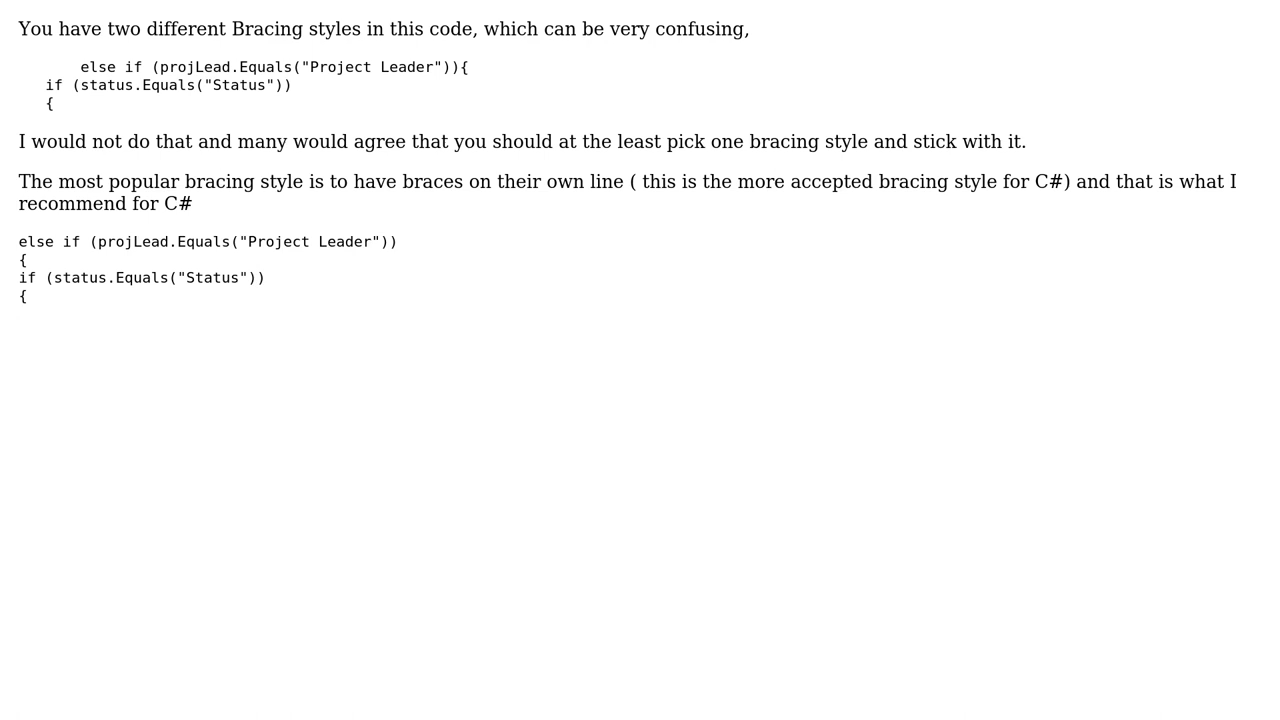 You have two different Bracing styles in this code, which can be very confusing,
       else if (projLead.Equals("Project Leader")){
   if (status.Equals("Status"))
   {
I would not do that and many would agree that you should at the least pick one bracing style and stick with it.
The most popular bracing style is to have braces on their own line ( this is the more accepted bracing style for C#) and that is what I
recommend for C#
else if (projLead.Equals("Project Leader"))
{
if (status.Equals("Status"))
{